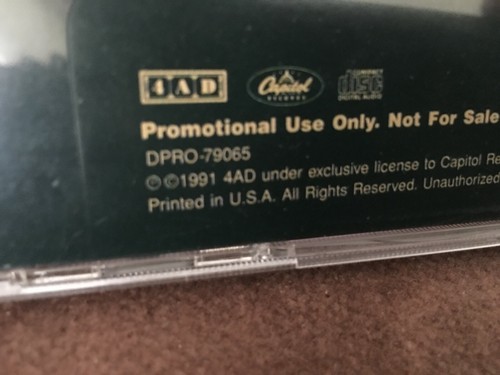 4AD Capitol RECORDS COMPACT disc DIGITAL AUDIO
Promotional Use Only. Not For Sale
DPRO-79065
℗©1991 4AD under exclusive license to Capitol Re
Printed in U.S.A. All Rights Reserved. Unauthorized